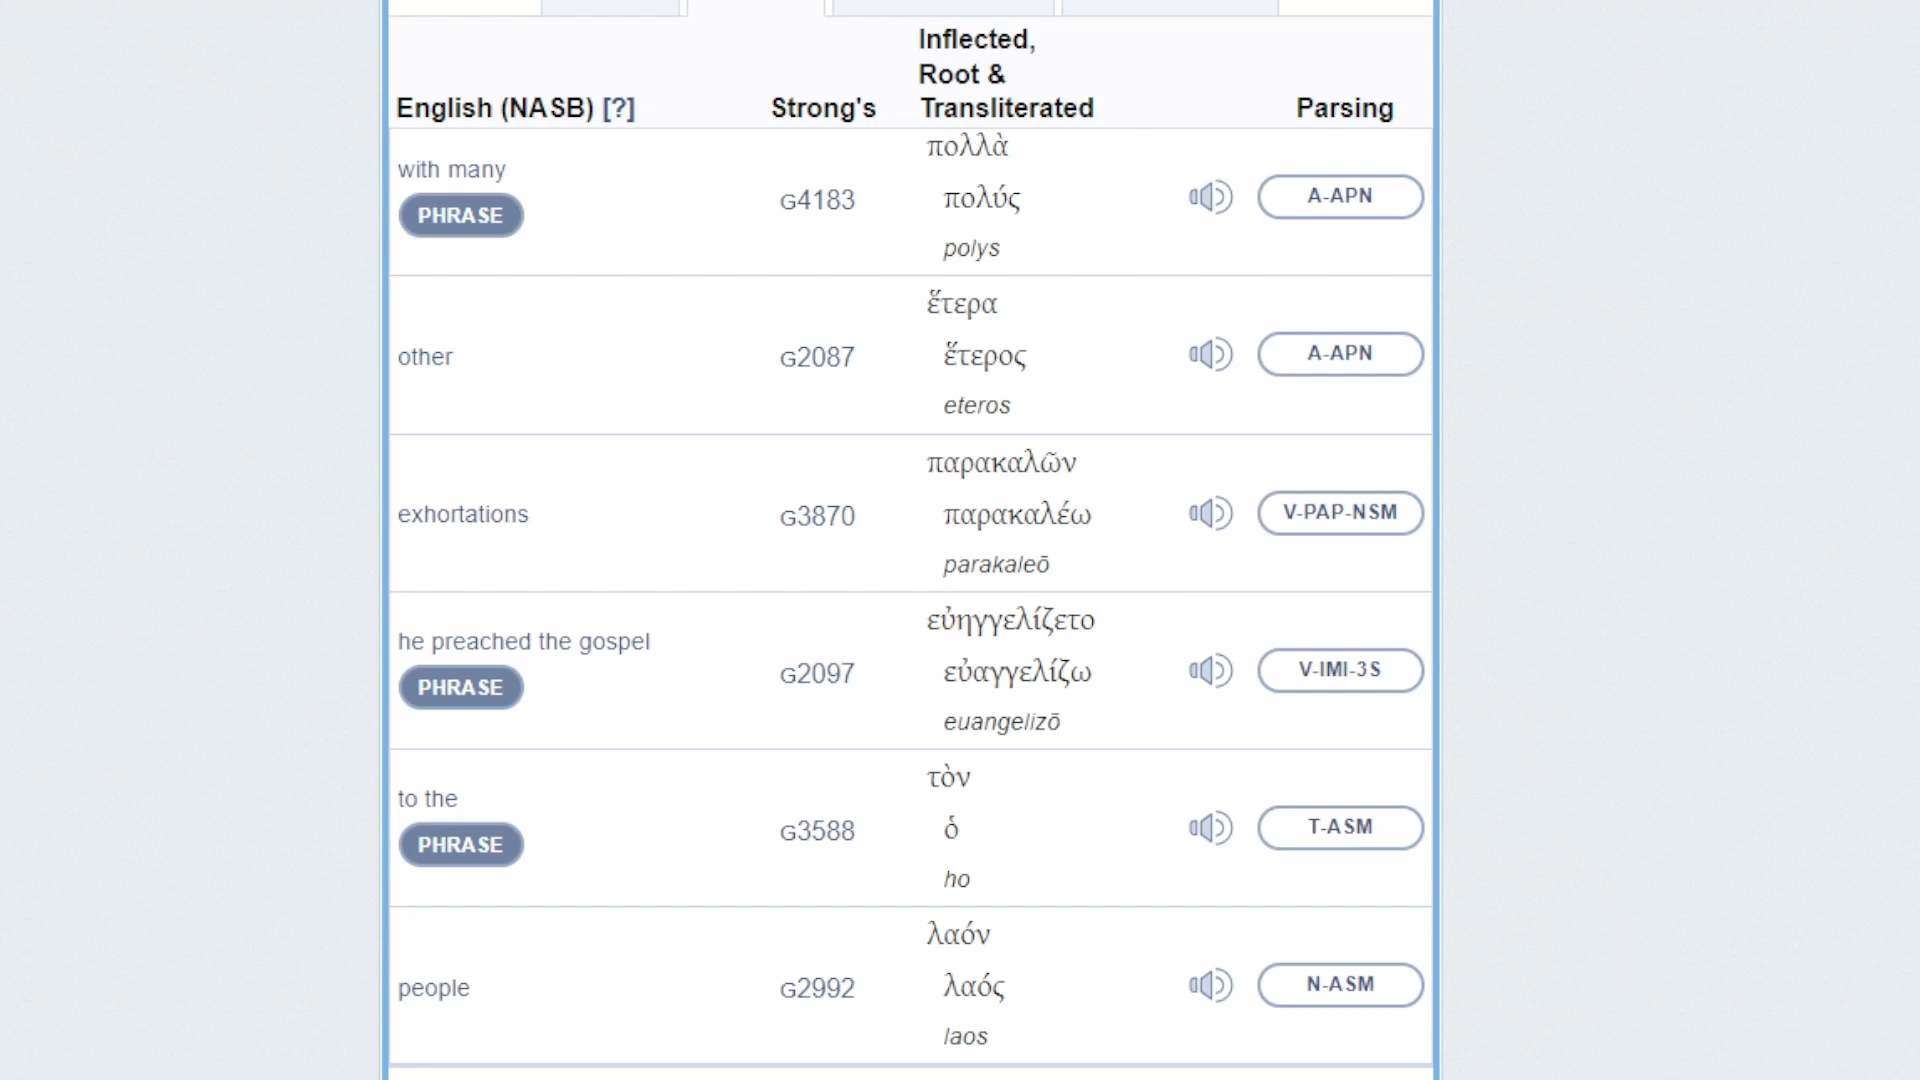 Inflected,
Root &
English (NASB) [?] Strong's Transliterated Parsing
with many
PHRASE
G4183
πολλὰ
πολύς
polys
A-APN
other
G2087
ἕτερα
ἕτερος
eteros
A-APN
exhortations
G3870
παρακαλῶν
παρακαλέω
parakaleō
V-PAP-NSM
he preached the gospel
PHRASE
G2097
εὐηγγελίζετο
εὐαγγελίζω
euangelizō
V-IMI-3S
to the
PHRASE
G3588
τὸν
ὁ
ho
T-ASM
people
G2992
λαόν
λαός
laos
N-ASM